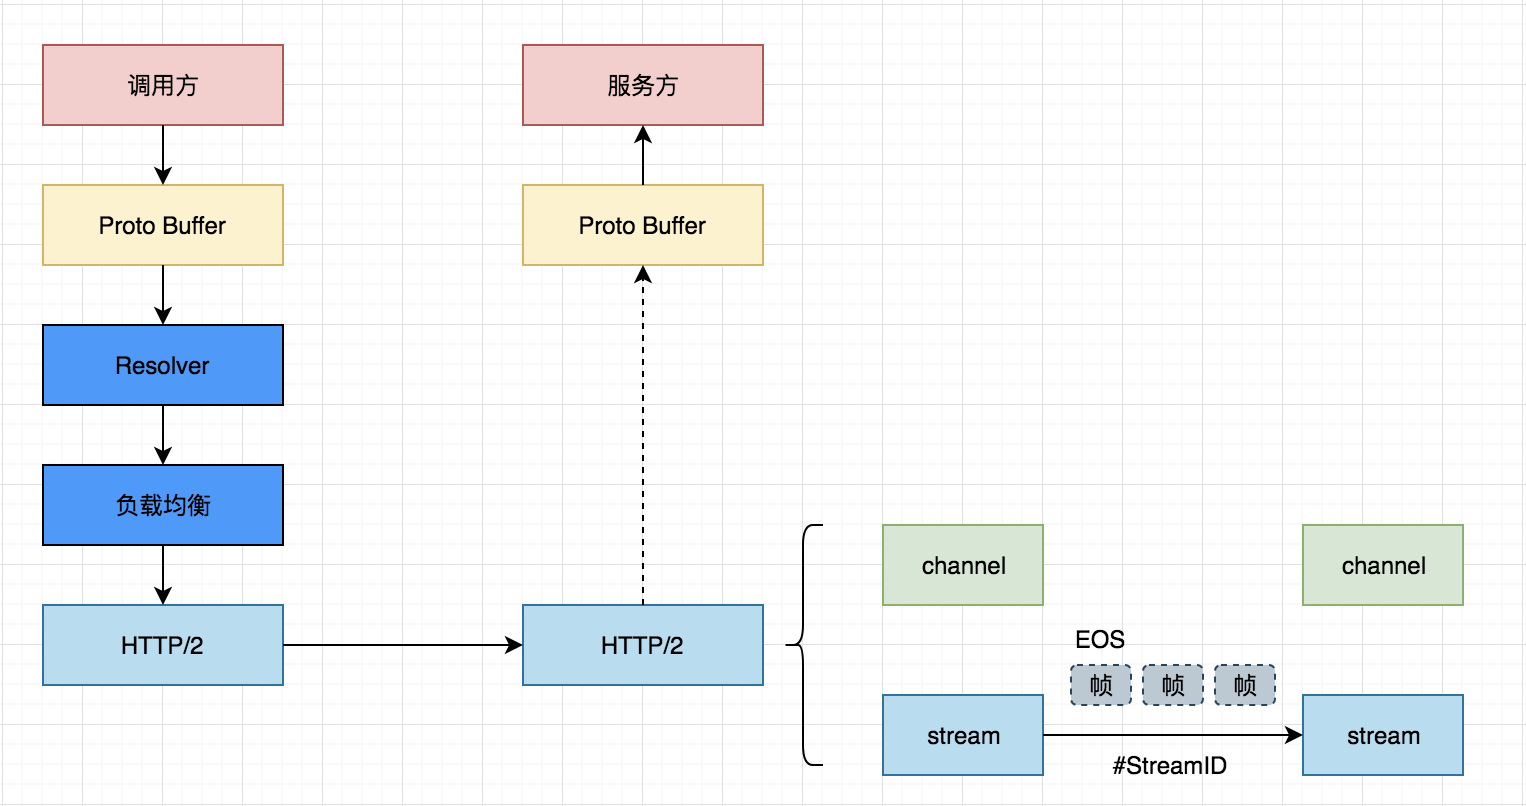 调用方
服务方
Proto Buffer
Proto Buffer
Resolver
负载均衡
HTTP/2
HTTP/2
channel
channel
EOS
帧 帧 帧
stream
stream
#StreamID